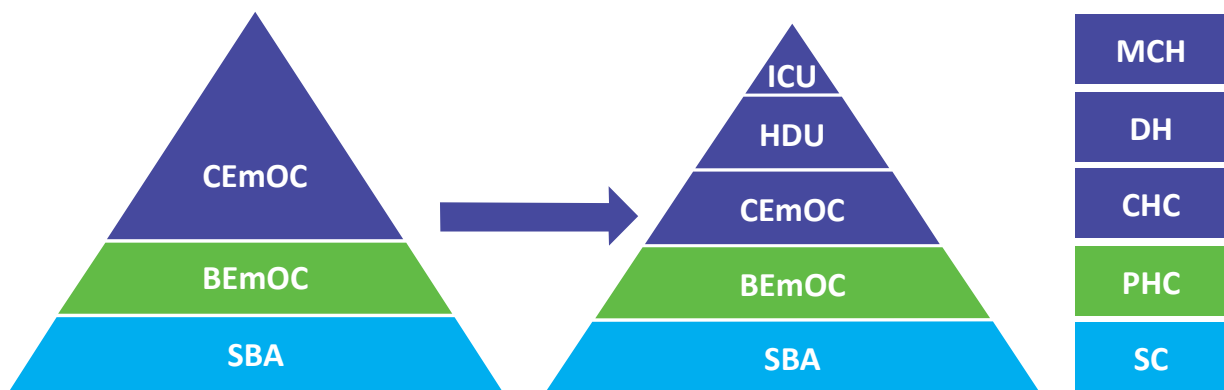 CEmOC
BEmOC
SBA
ICU
HDU
CEmOC
BEmOC
SBA
MCH
DH
CHC
PHC
SC